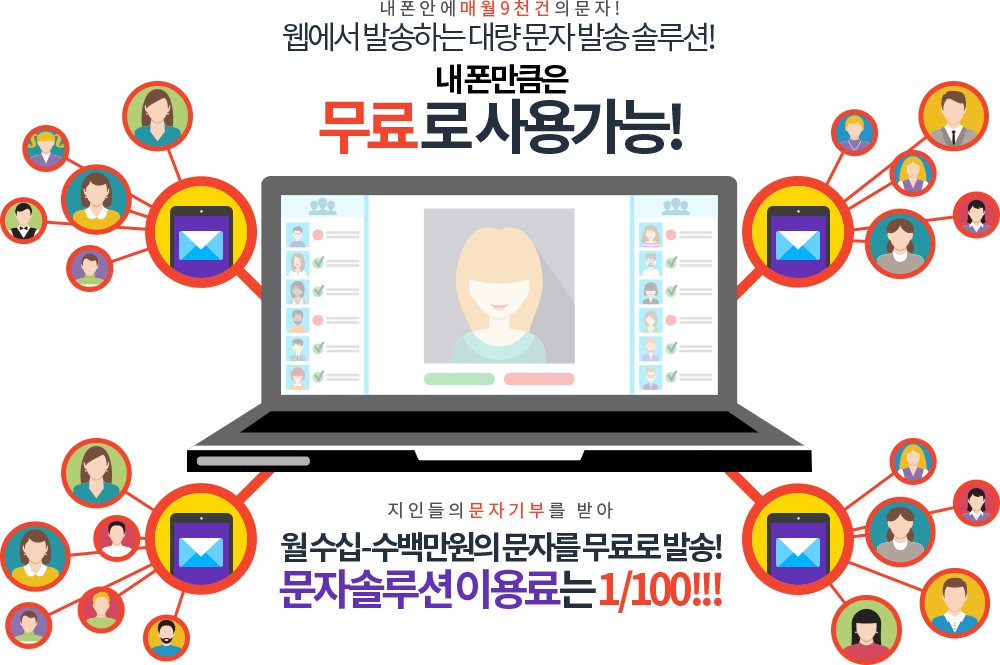 내 폰 안에 매월 9천 건의 문자!
웹에서 발송하는 대량 문자 발송 솔루션!
내 폰만큼은
무료로 사용가능!
지인들의 문자기부를 받아
월 수십-수백만원의 문자를 무료로 발송!
문자솔루션 이용료는 1/100!!!